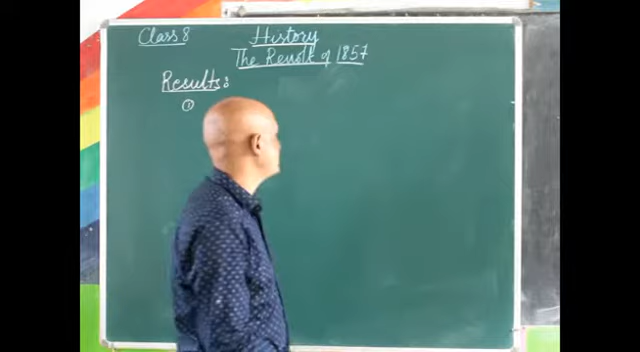 Class 8
History
The Revolt of 1857
Results:
①